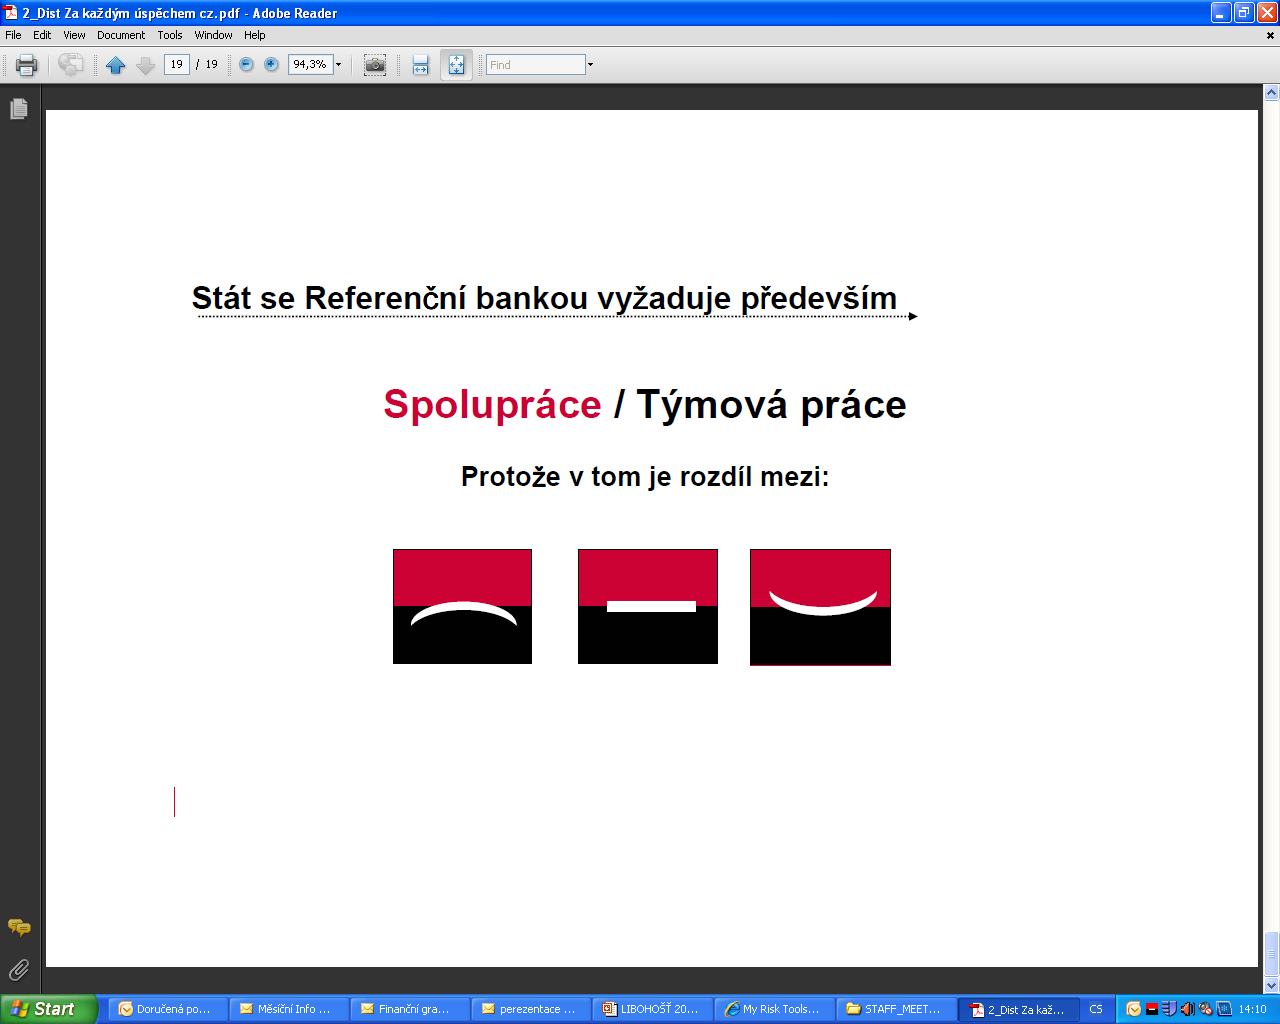 2_Dist Za každým úspěchem cz.pdf - Adobe Reader
File Edit View Document Tools Window Help
19 / 19 94,3% Find
Stát se Referenční bankou vyžaduje především
Spolupráce / Týmová práce
Protože v tom je rozdíl mezi:
Start Doručená po... Měsíční Info ... Finanční gra... perezentace ... LIBOHOŠŤ 20... My Risk Tools... STAFF_MEET... 2_Dist Za kaž... CS 14:10